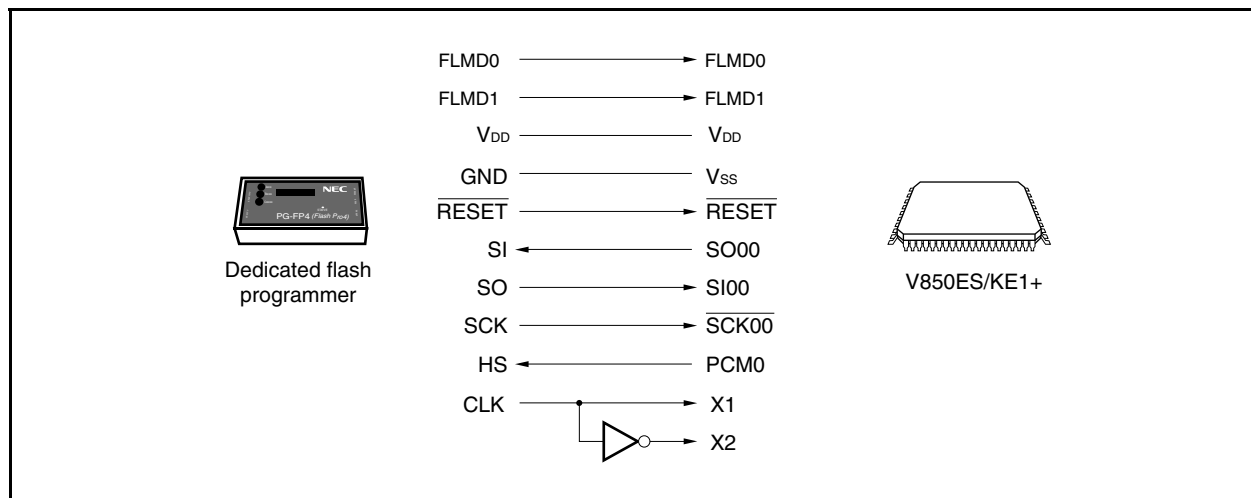 FLMD0 FLMD0
FLMD1 FLMD1
VDD VDD
GND VSS
RESET RESET
SI SO00
SO SI00
SCK SCK00
HS PCM0
CLK X1
X2
NEC
PG-FP4 (Flash Pro4)
Dedicated flash
programmer
V850ES/KE1+